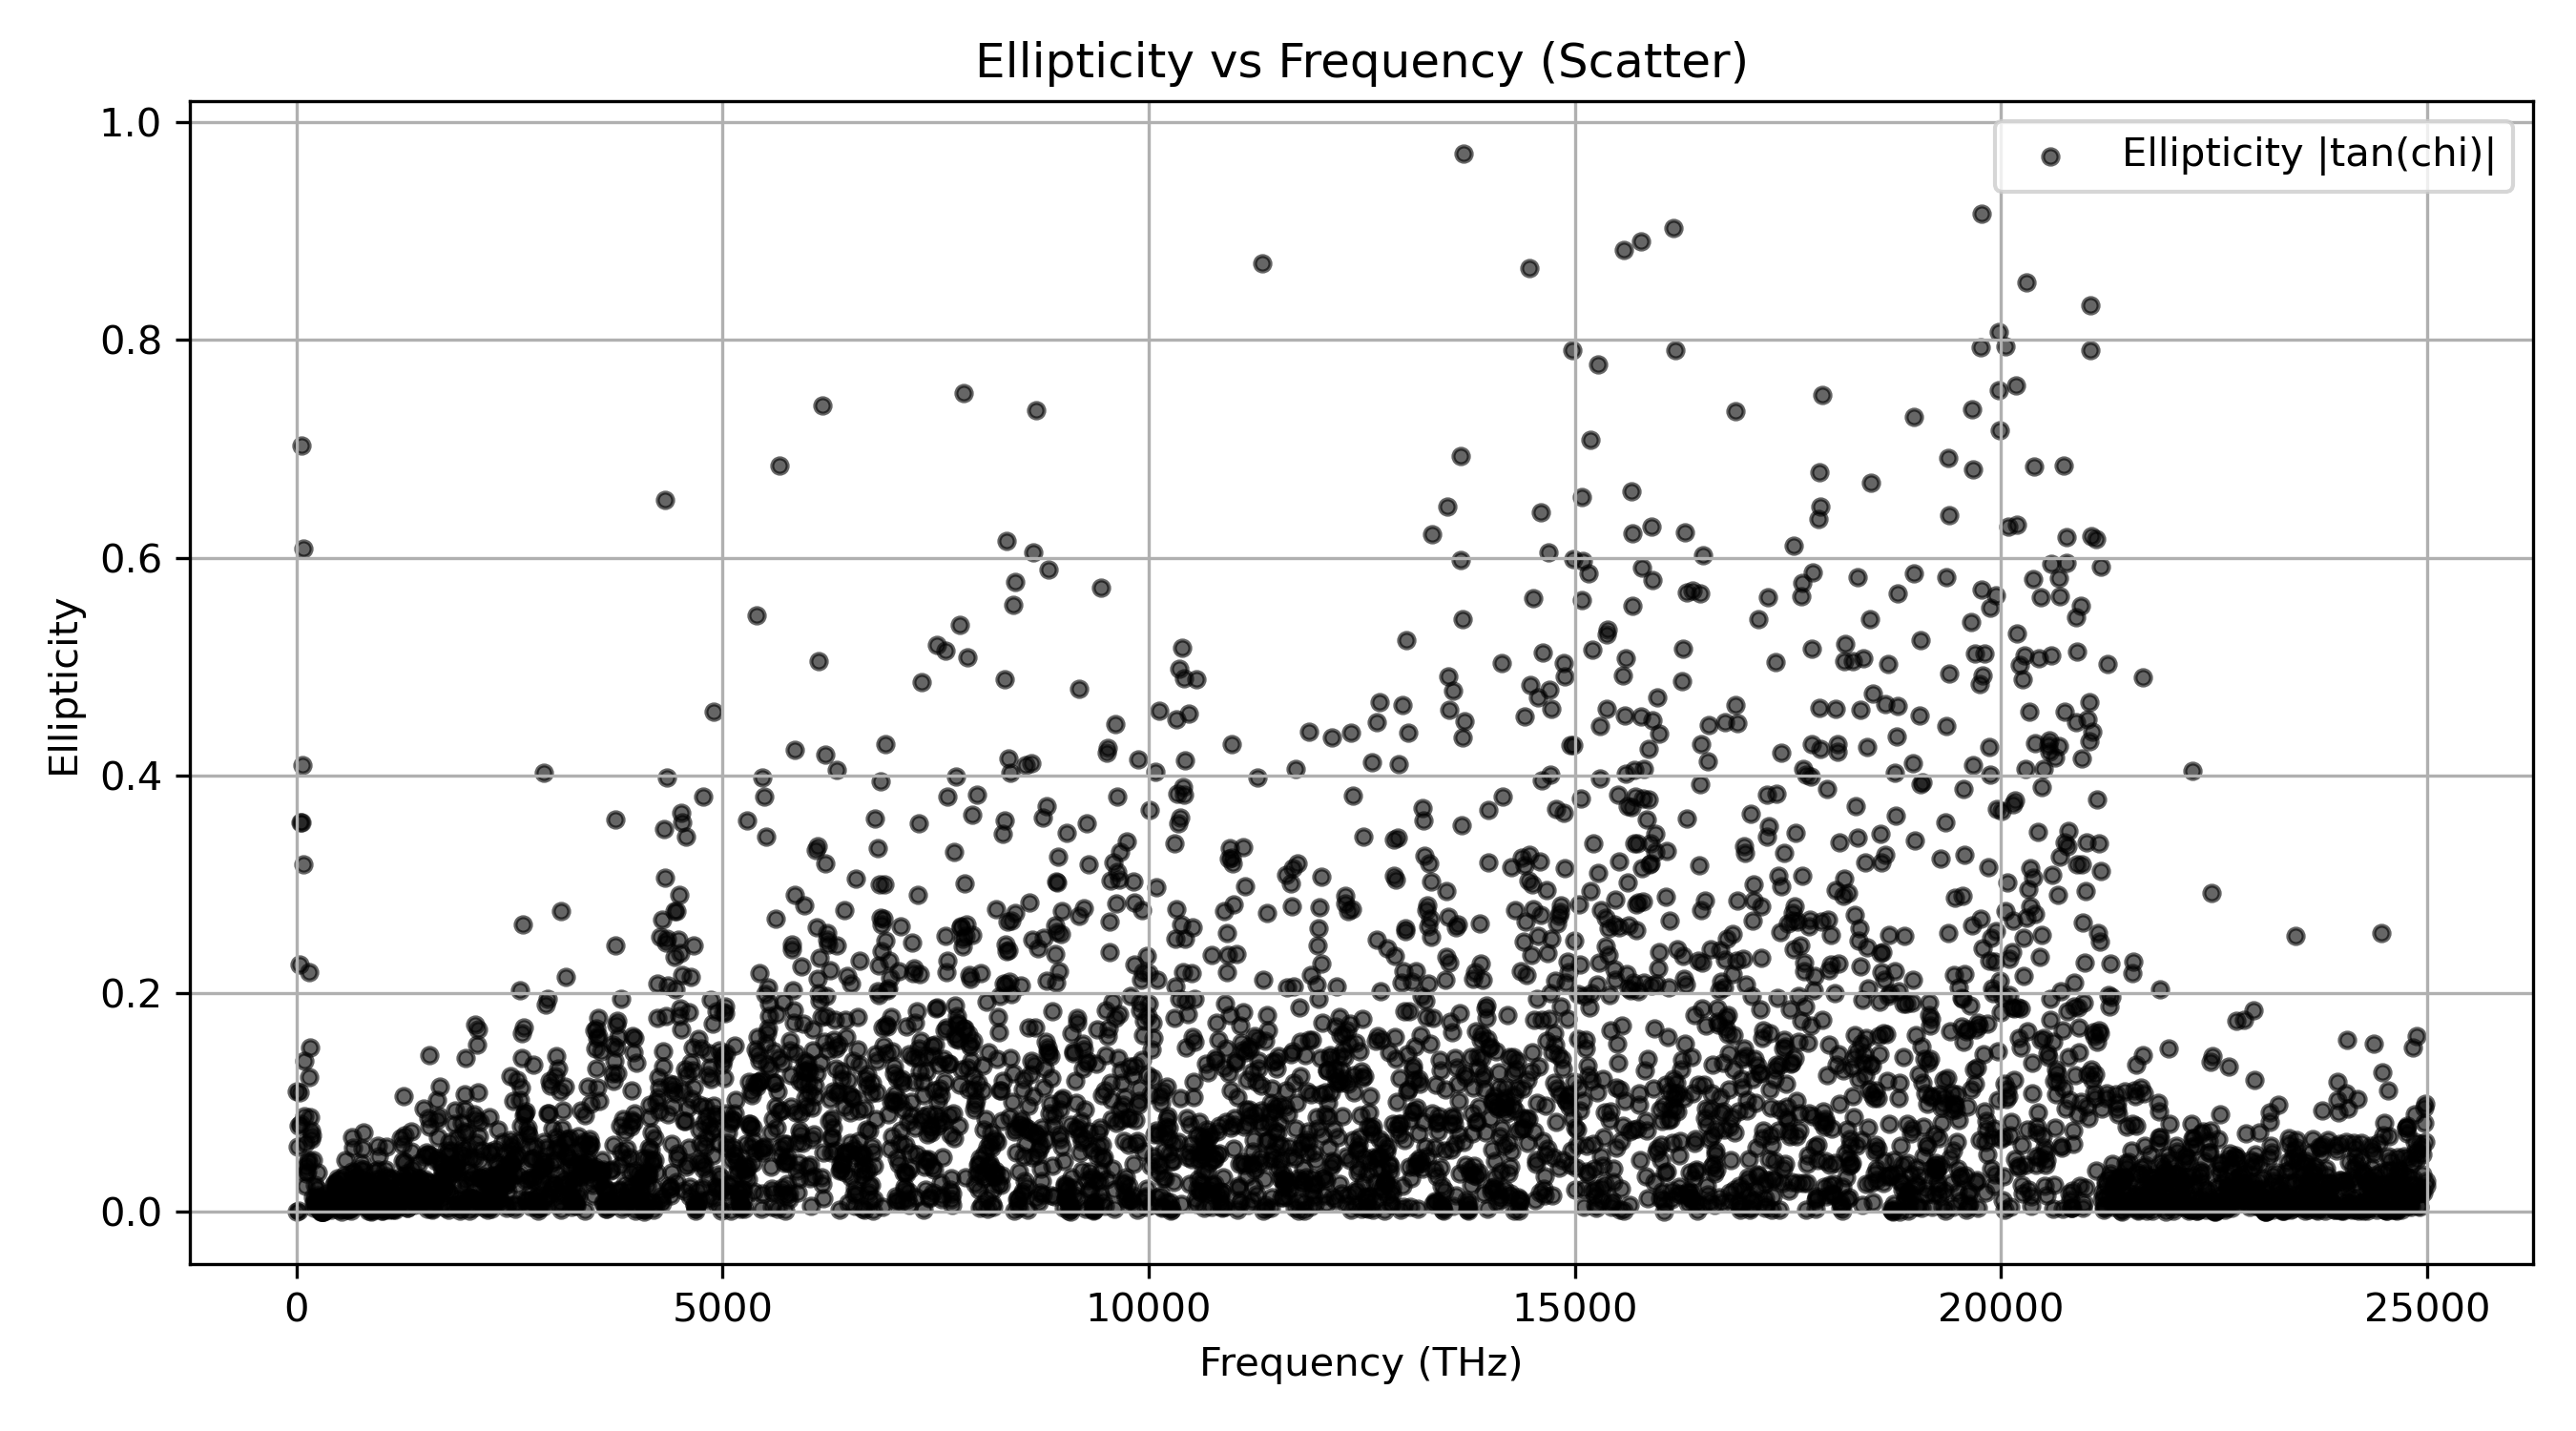 Ellipticity vs Frequency (Scatter)
Ellipticity |tan(chi)|
Ellipticity
1.0
0.8
0.6
0.4
0.2
0.0
0 5000 10000 15000 20000 25000
Frequency (THz)